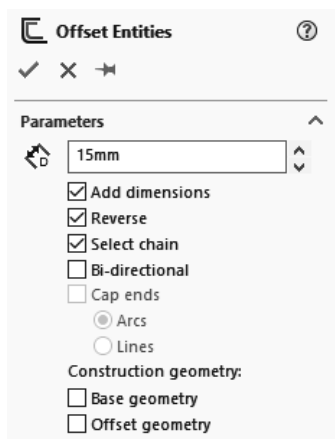 Offset Entities
Parameters
15mm
Add dimensions
Reverse
Select chain
Bi-directional
Cap ends
Arcs
Lines
Construction geometry:
Base geometry
Offset geometry